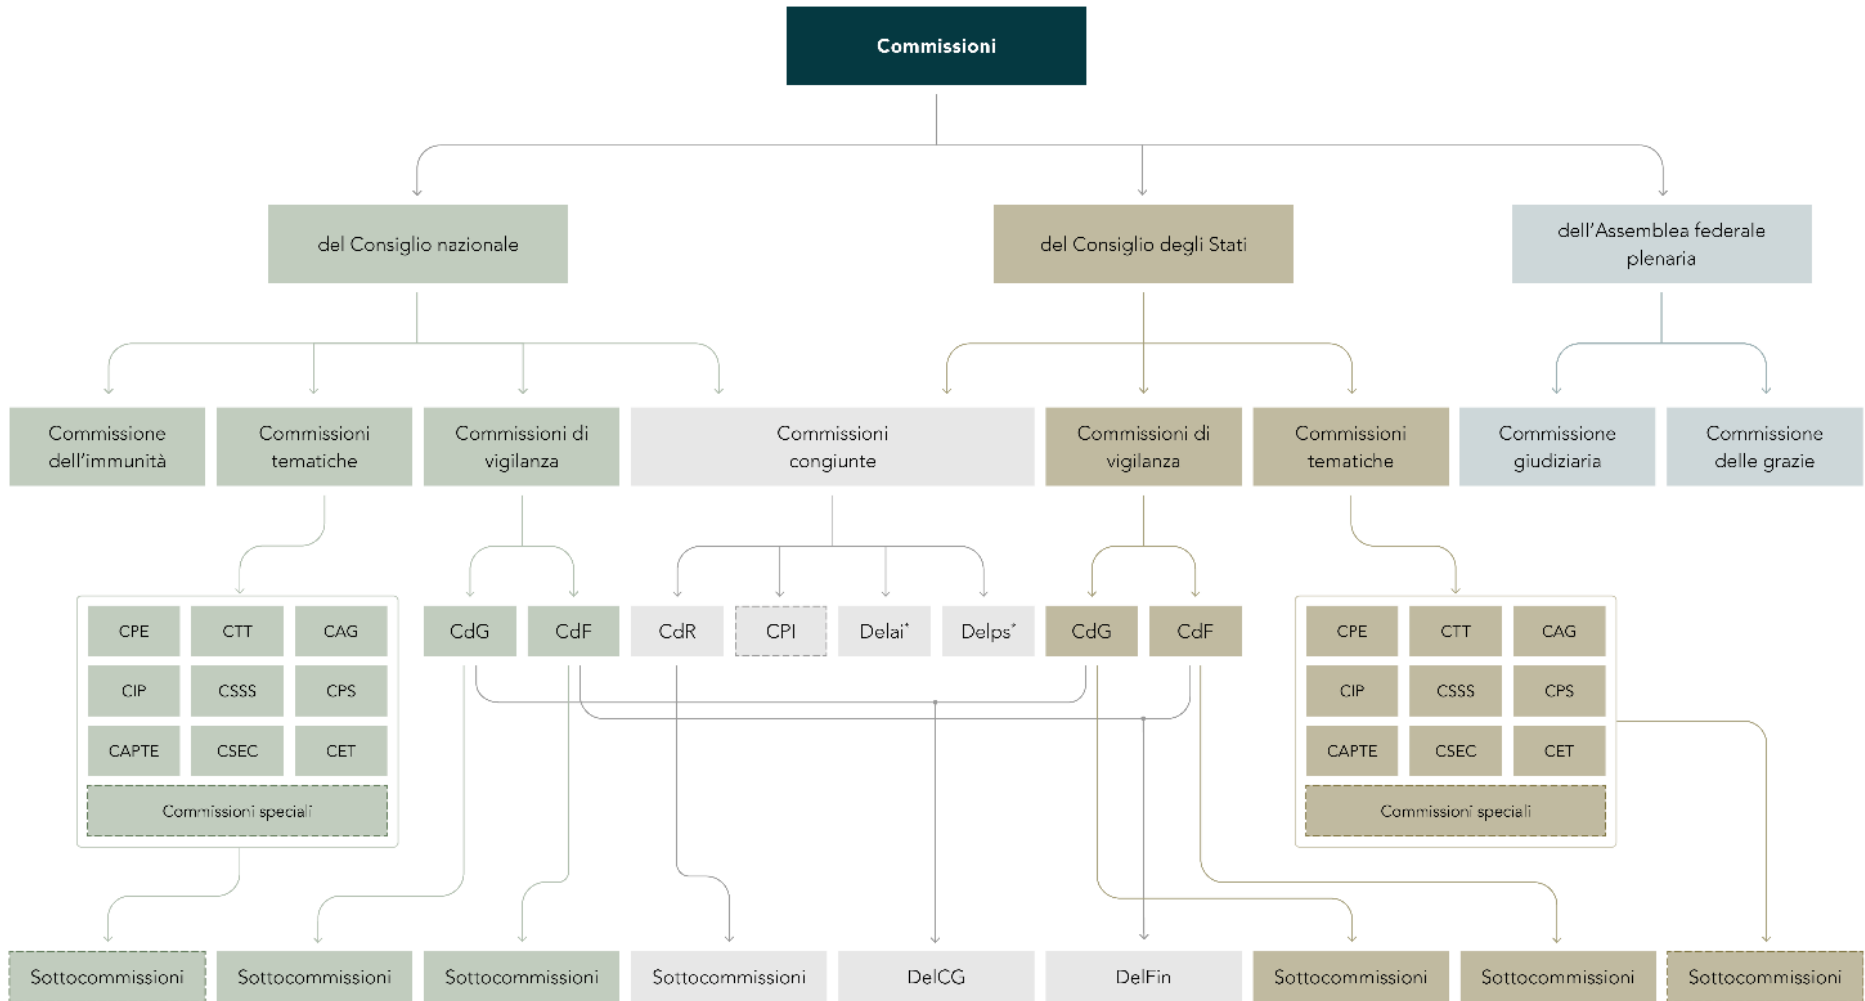 Commissioni
del Consiglio nazionale
del Consiglio degli Stati
dell'Assemblea federale
plenaria
Commissione
dell'immunità
Commissioni
tematiche
Commissioni di
vigilanza
Commissioni
congiunte
Commissioni di
vigilanza
Commissioni
tematiche
Commissione
giudiziaria
Commissione
delle grazie
CPE
CTT
CAG
CIP
CSSS
CPS
CAPTE
CSEC
CET
Commissioni speciali
CdG
CdF
CdR
CPI
Delai*
Delps*
CdG
CdF
CPE
CTT
CAG
CIP
CSSS
CPS
CAPTE
CSEC
CET
Commissioni speciali
Sottocommissioni
Sottocommissioni
Sottocommissioni
Sottocommissioni
DelCG
DelFin
Sottocommissioni
Sottocommissioni
Sottocommissioni